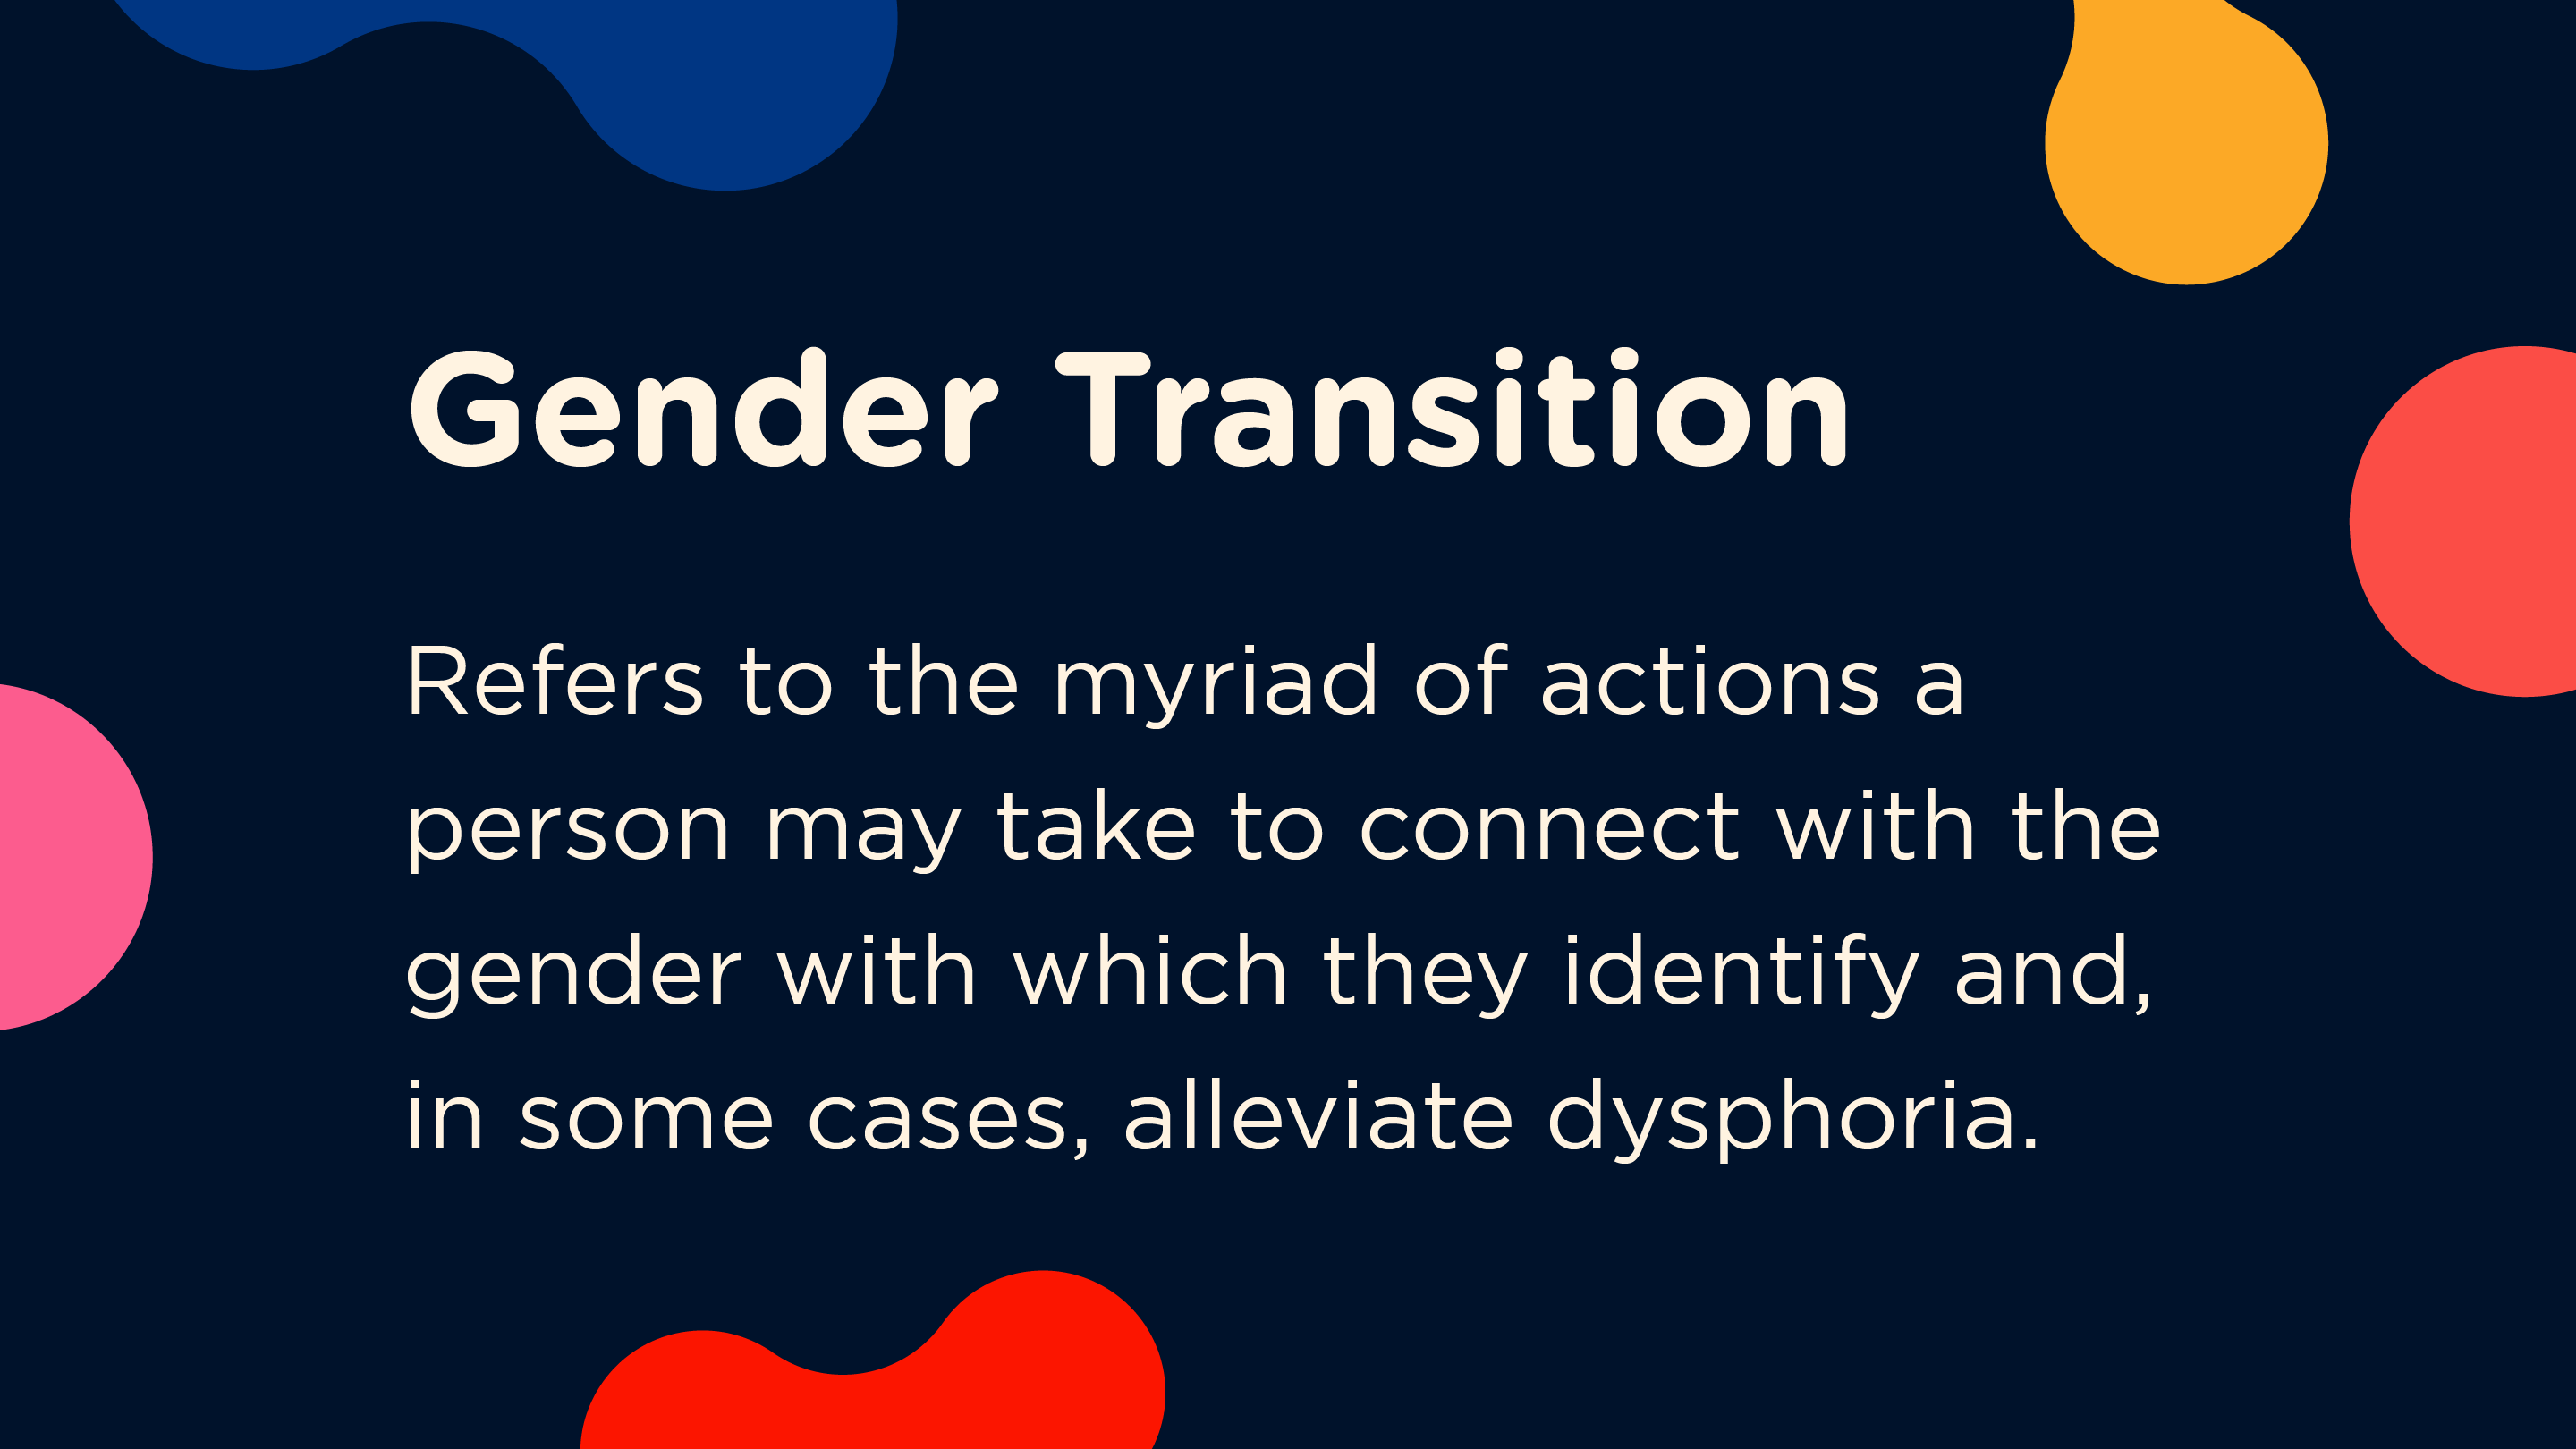 Gender Transition
Refers to the myriad of actions a
person may take to connect with the
gender with which they identify and,
in some cases, alleviate dysphoria.